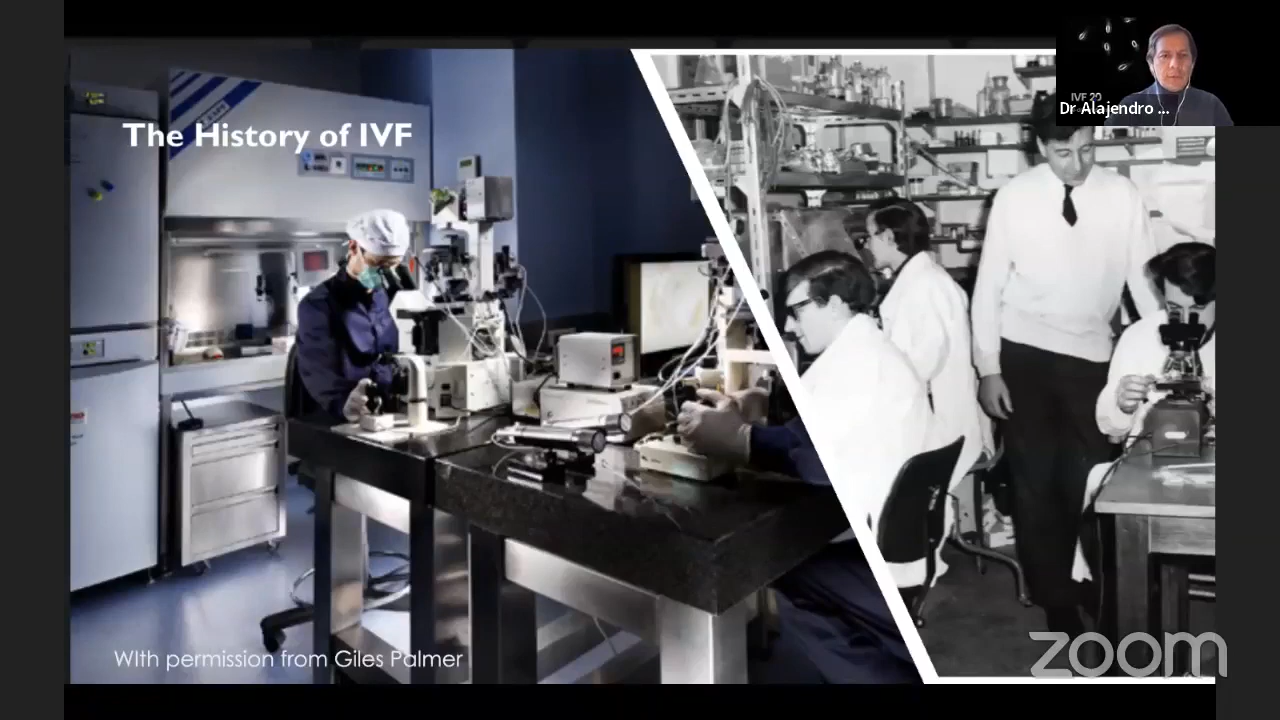 The History of IVF
IVF 20
Dr Alajendro ...
WIth permission from Giles Palmer
zoom